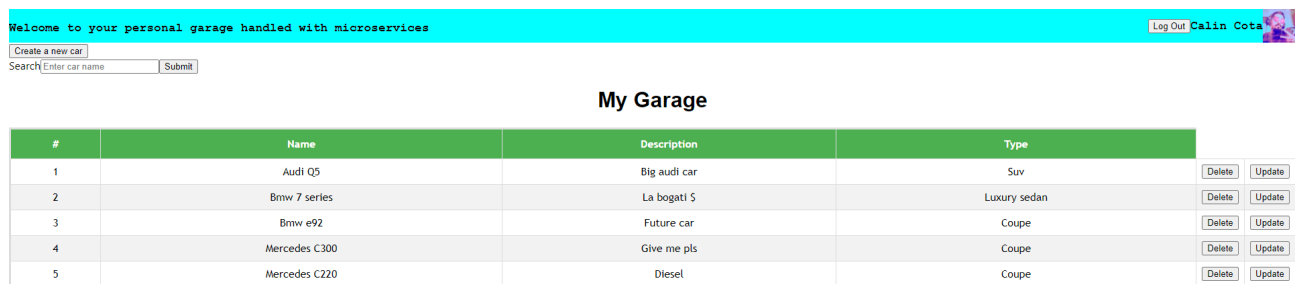 Welcome to your personal garage handled with microservices Log Out Calin Cota
Create a new car
Search Enter car name Submit
My Garage
# Name Description Type
1 Audi Q5 Big audi car Suv Delete Update
2 Bmw 7 series La bogati $ Luxury sedan Delete Update
3 Bmw e92 Future car Coupe Delete Update
4 Mercedes C300 Give me pls Coupe Delete Update
5 Mercedes C220 Diesel Coupe Delete Update